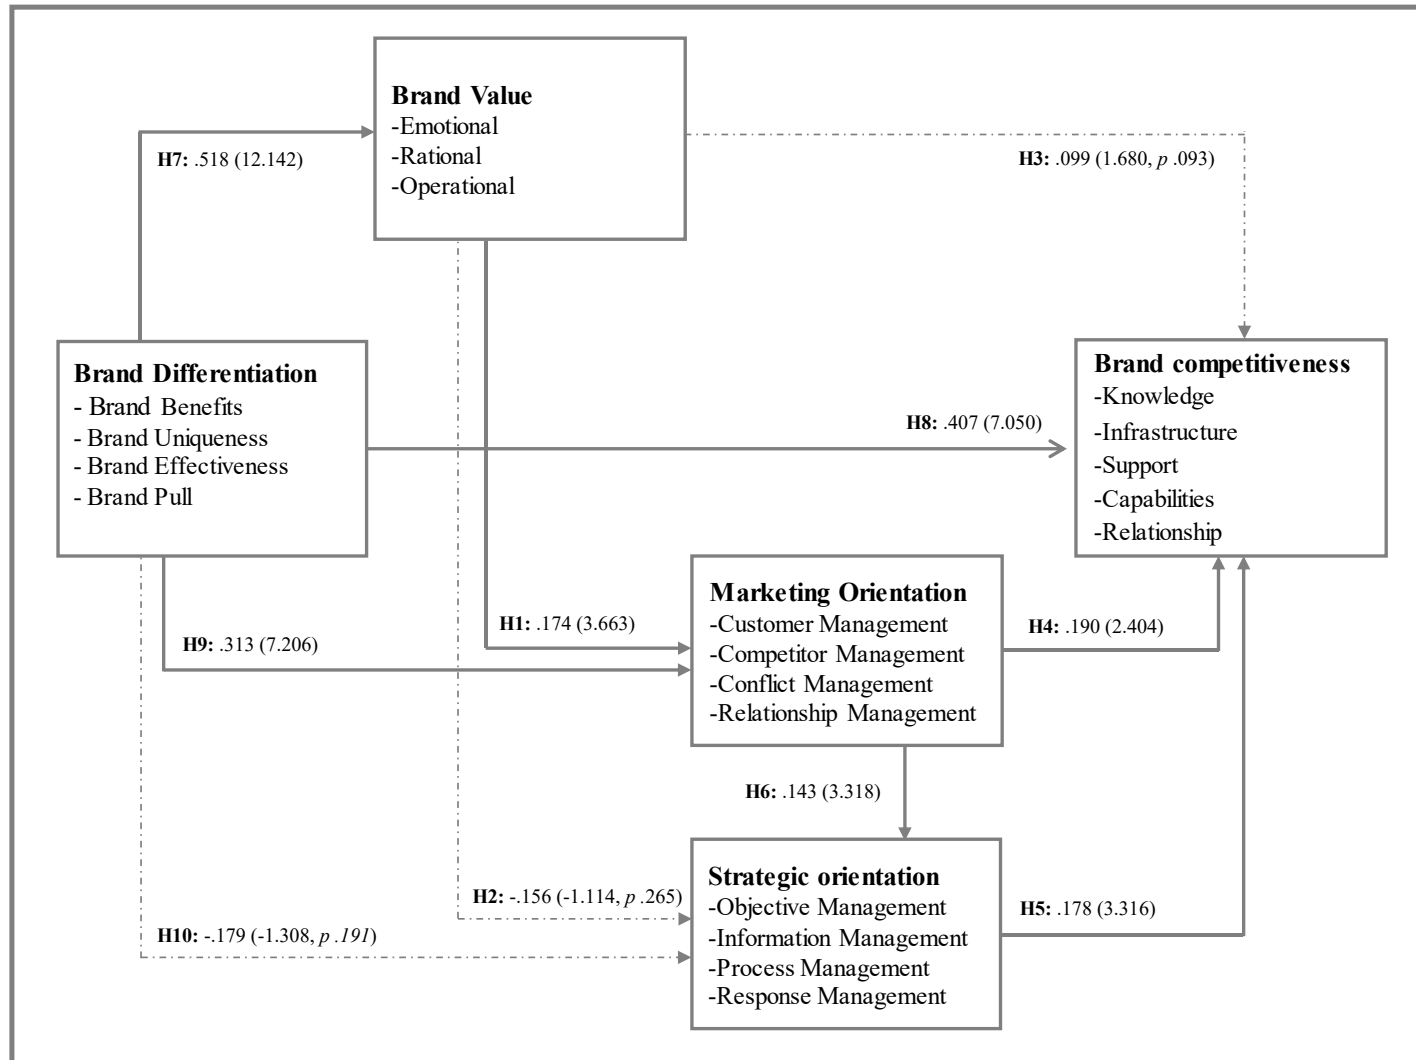 Brand Value
-Emotional
-Rational
-Operational
H7: .518 (12.142)
H3: .099 (1.680, p .093)
Brand Differentiation
- Brand Benefits
- Brand Uniqueness
- Brand Effectiveness
- Brand Pull
H8: .407 (7.050)
Brand competitiveness
-Knowledge
-Infrastructure
-Support
-Capabilities
-Relationship
H9: .313 (7.206)
H1: .174 (3.663)
Marketing Orientation
-Customer Management
-Competitor Management
-Conflict Management
-Relationship Management
H4: .190 (2.404)
H6: .143 (3.318)
H2: -.156 (-1.114, p .265)
H10: -.179 (-1.308, p .191)
Strategic orientation
-Objective Management
-Information Management
-Process Management
-Response Management
H5: .178 (3.316)